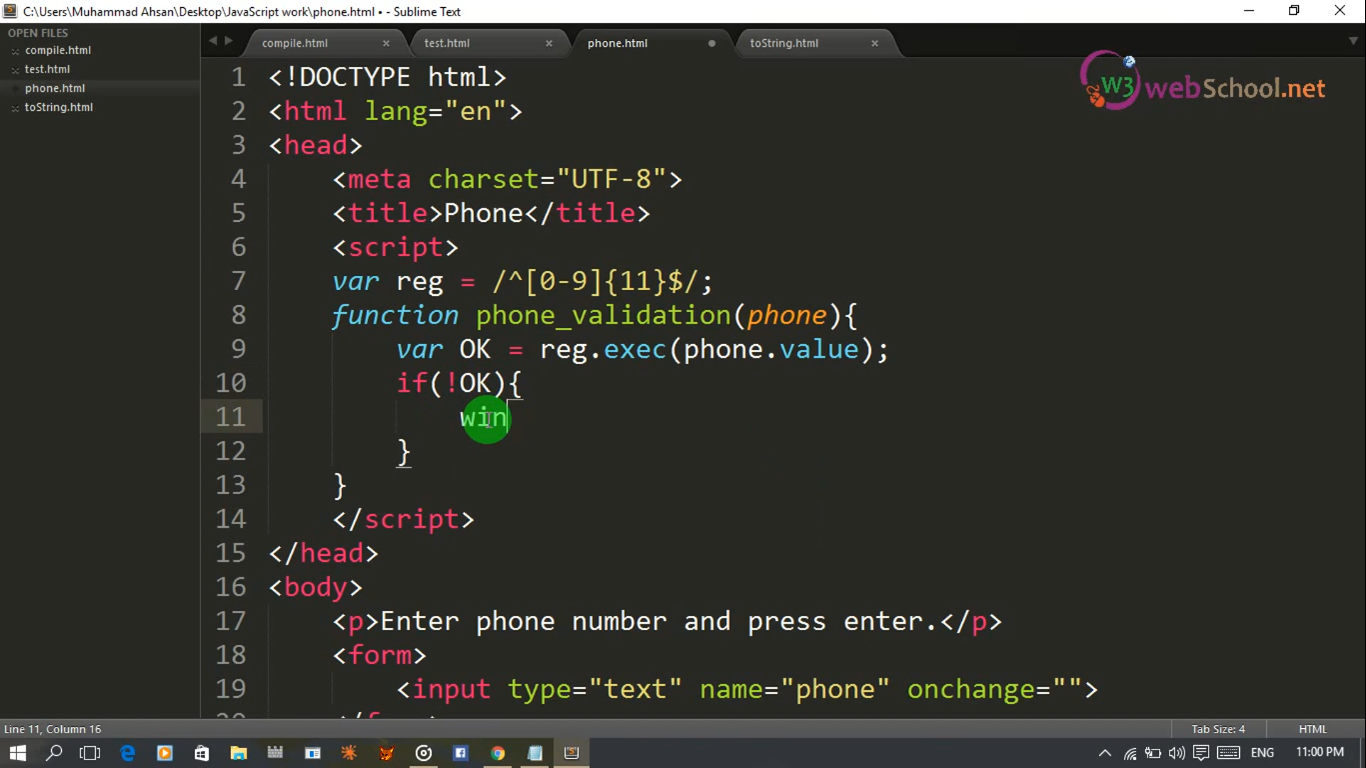 C:\Users\Muhammad Ahsan\Desktop\JavaScript work\phone.html • - Sublime Text
OPEN FILES
compile.html
test.html
phone.html
toString.html
compile.html
test.html
phone.html
toString.html
W3 webSchool.net
1 <!DOCTYPE html>
2 <html lang="en">
3 <head>
4 <meta charset="UTF-8">
5 <title>Phone</title>
6 <script>
7 var reg = /^[0-9]{11}$/;
8 function phone_validation(phone){
9 var OK = reg.exec(phone.value);
10 if(!OK){
11 win
12 }
13 }
14 </script>
15 </head>
16 <body>
17 <p>Enter phone number and press enter.</p>
18 <form>
19 <input type="text" name="phone" onchange="">
Line 11, Column 16
Tab Size: 4
HTML
ENG
11:00 PM